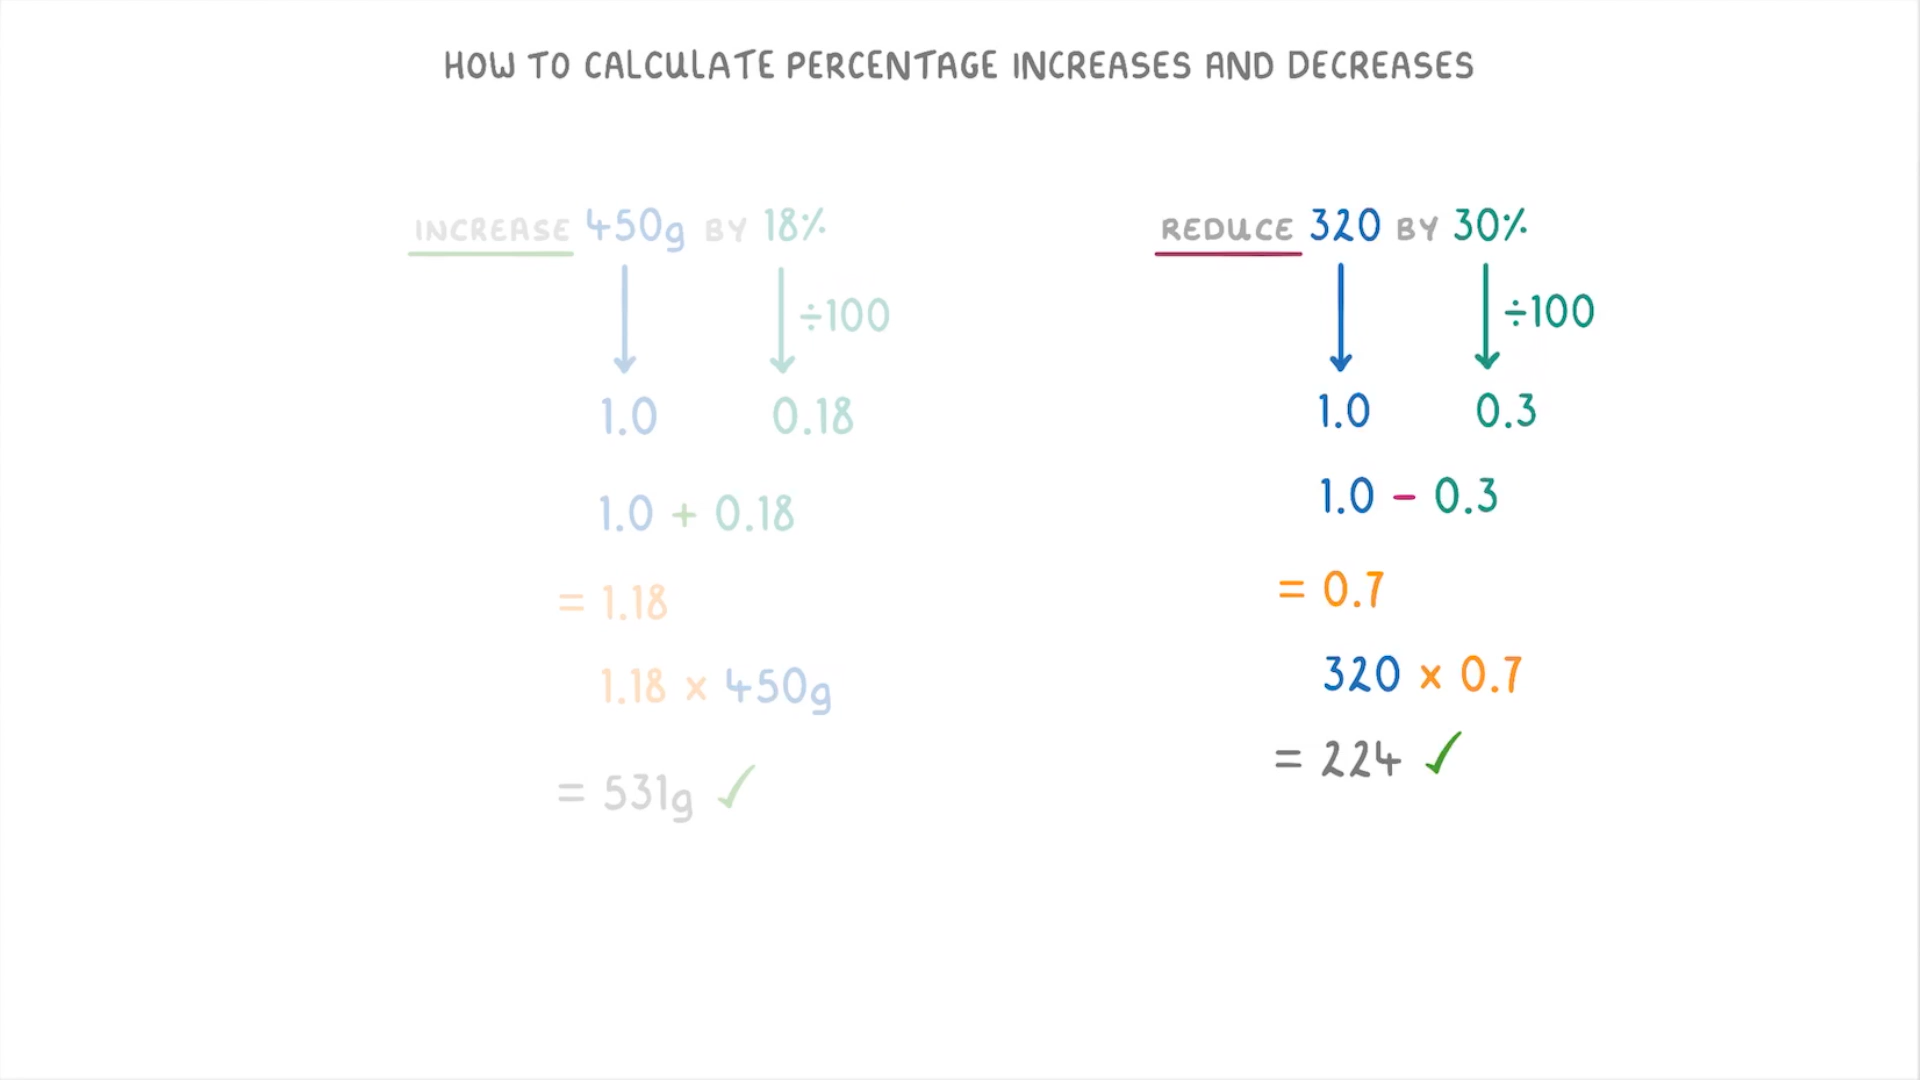 HOW TO CALCULATE PERCENTAGE INCREASES AND DECREASES
INCREASE 450g BY 18%
÷100
1.0 0.18
1.0 + 0.18
= 1.18
1.18 x 450g
= 531g ✓
REDUCE 320 BY 30%
÷100
1.0 0.3
1.0 - 0.3
= 0.7
320 x 0.7
= 224 ✓